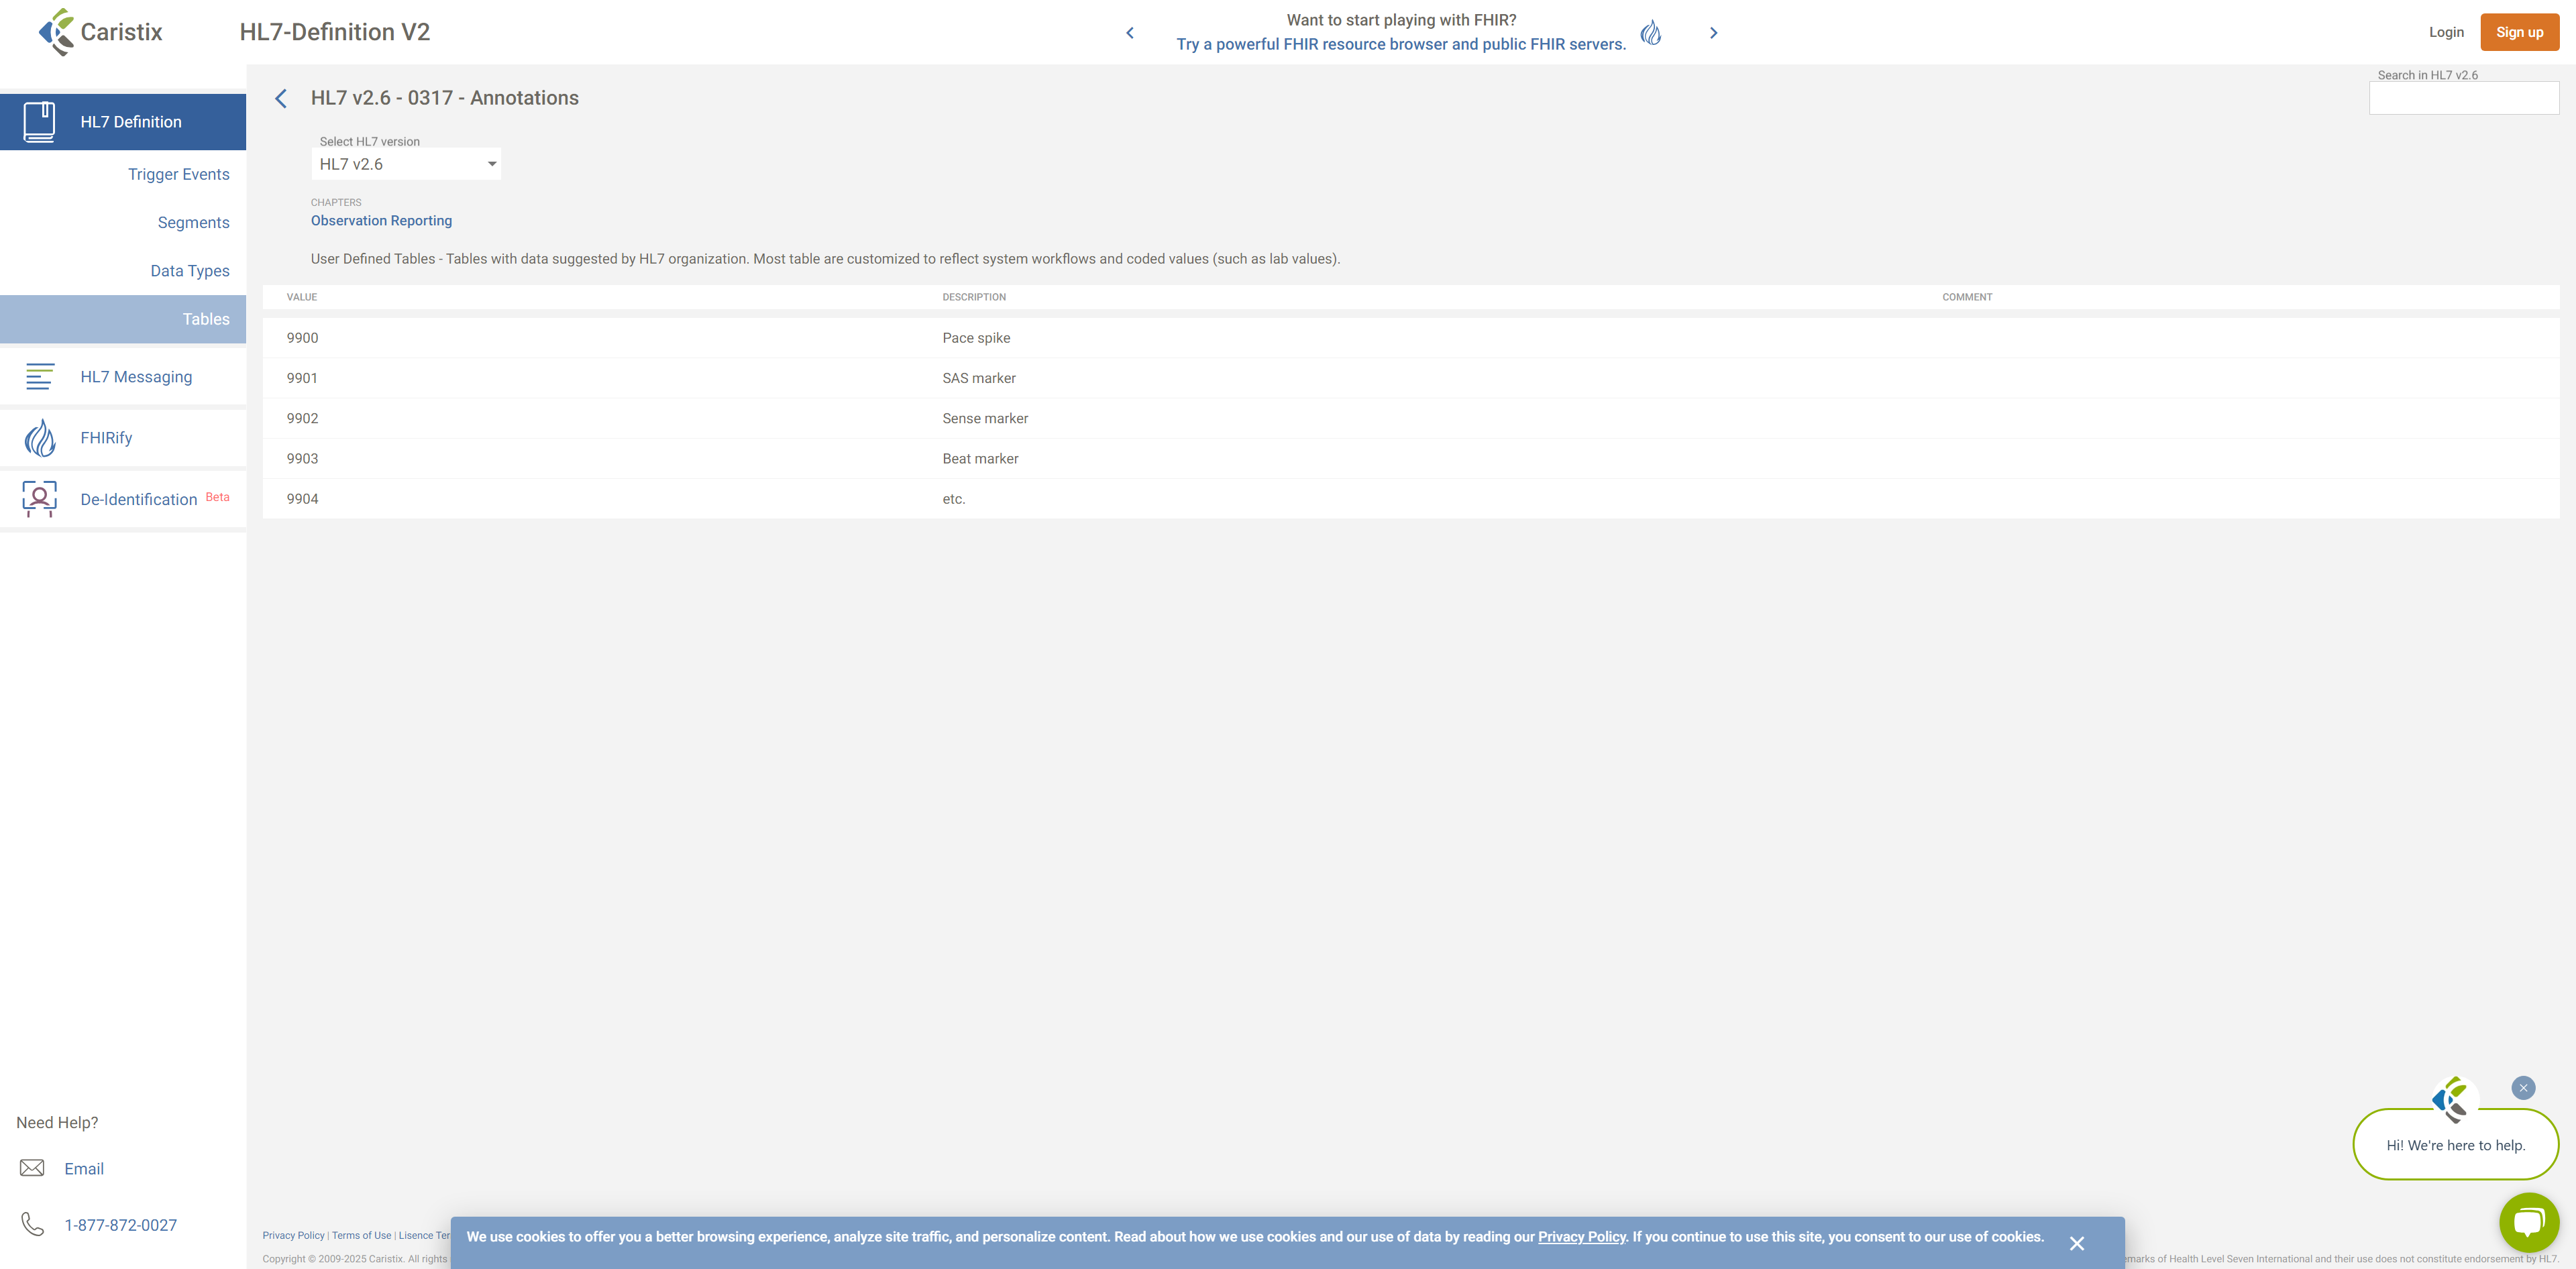 Caristix
HL7-Definition V2
Want to start playing with FHIR?
Try a powerful FHIR resource browser and public FHIR servers.
Login
Sign up
HL7 Definition
Trigger Events
Segments
Data Types
Tables
HL7 Messaging
FHIRify
De-Identification Beta
Need Help?
Email
1-877-872-0027
HL7 v2.6 - 0317 - Annotations
Search in HL7 v2.6
Select HL7 version
HL7 v2.6
CHAPTERS
Observation Reporting
User Defined Tables - Tables with data suggested by HL7 organization. Most table are customized to reflect system workflows and coded values (such as lab values).
VALUE DESCRIPTION COMMENT
9900 Pace spike
9901 SAS marker
9902 Sense marker
9903 Beat marker
9904 etc.
Hi! We're here to help.
Privacy Policy | Terms of Use | Lisence Ter
We use cookies to offer you a better browsing experience, analyze site traffic, and personalize content. Read about how we use cookies and our use of data by reading our Privacy Policy. If you continue to use this site, you consent to our use of cookies.
Copyright © 2009-2025 Caristix. All rights
emarks of Health Level Seven International and their use does not constitute endorsement by HL7.